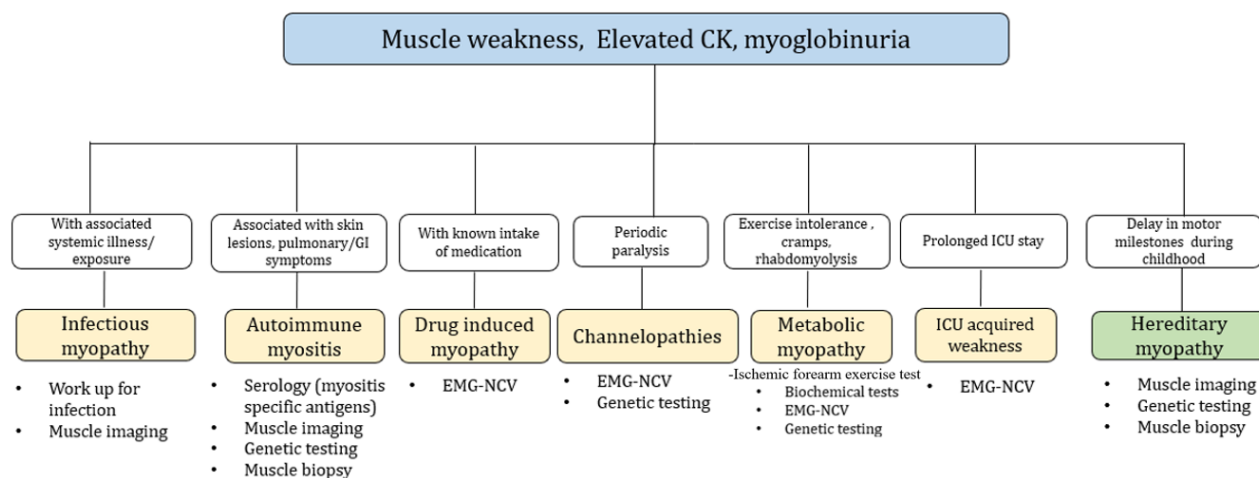 Muscle weakness, Elevated CK, myoglobinuria
With associated
systemic illness/
exposure
Associated with skin
lesions, pulmonary/GI
symptoms
With known intake
of medication
Periodic
paralysis
Exercise intolerance ,
cramps,
rhabdomyolysis
Prolonged ICU stay
Delay in motor
milestones during
childhood
Infectious
myopathy
Autoimmune
myositis
Drug induced
myopathy
Channelopathies
Metabolic
myopathy
ICU acquired
weakness
Hereditary
myopathy
• Work up for
infection
• Muscle imaging
• Serology (myositis
specific antigens)
• Muscle imaging
• Genetic testing
• Muscle biopsy
• EMG-NCV
• EMG-NCV
• Genetic testing
-Ischemic forearm exercise test
• Biochemical tests
• EMG-NCV
• Genetic testing
• EMG-NCV
• Muscle imaging
• Genetic testing
• Muscle biopsy